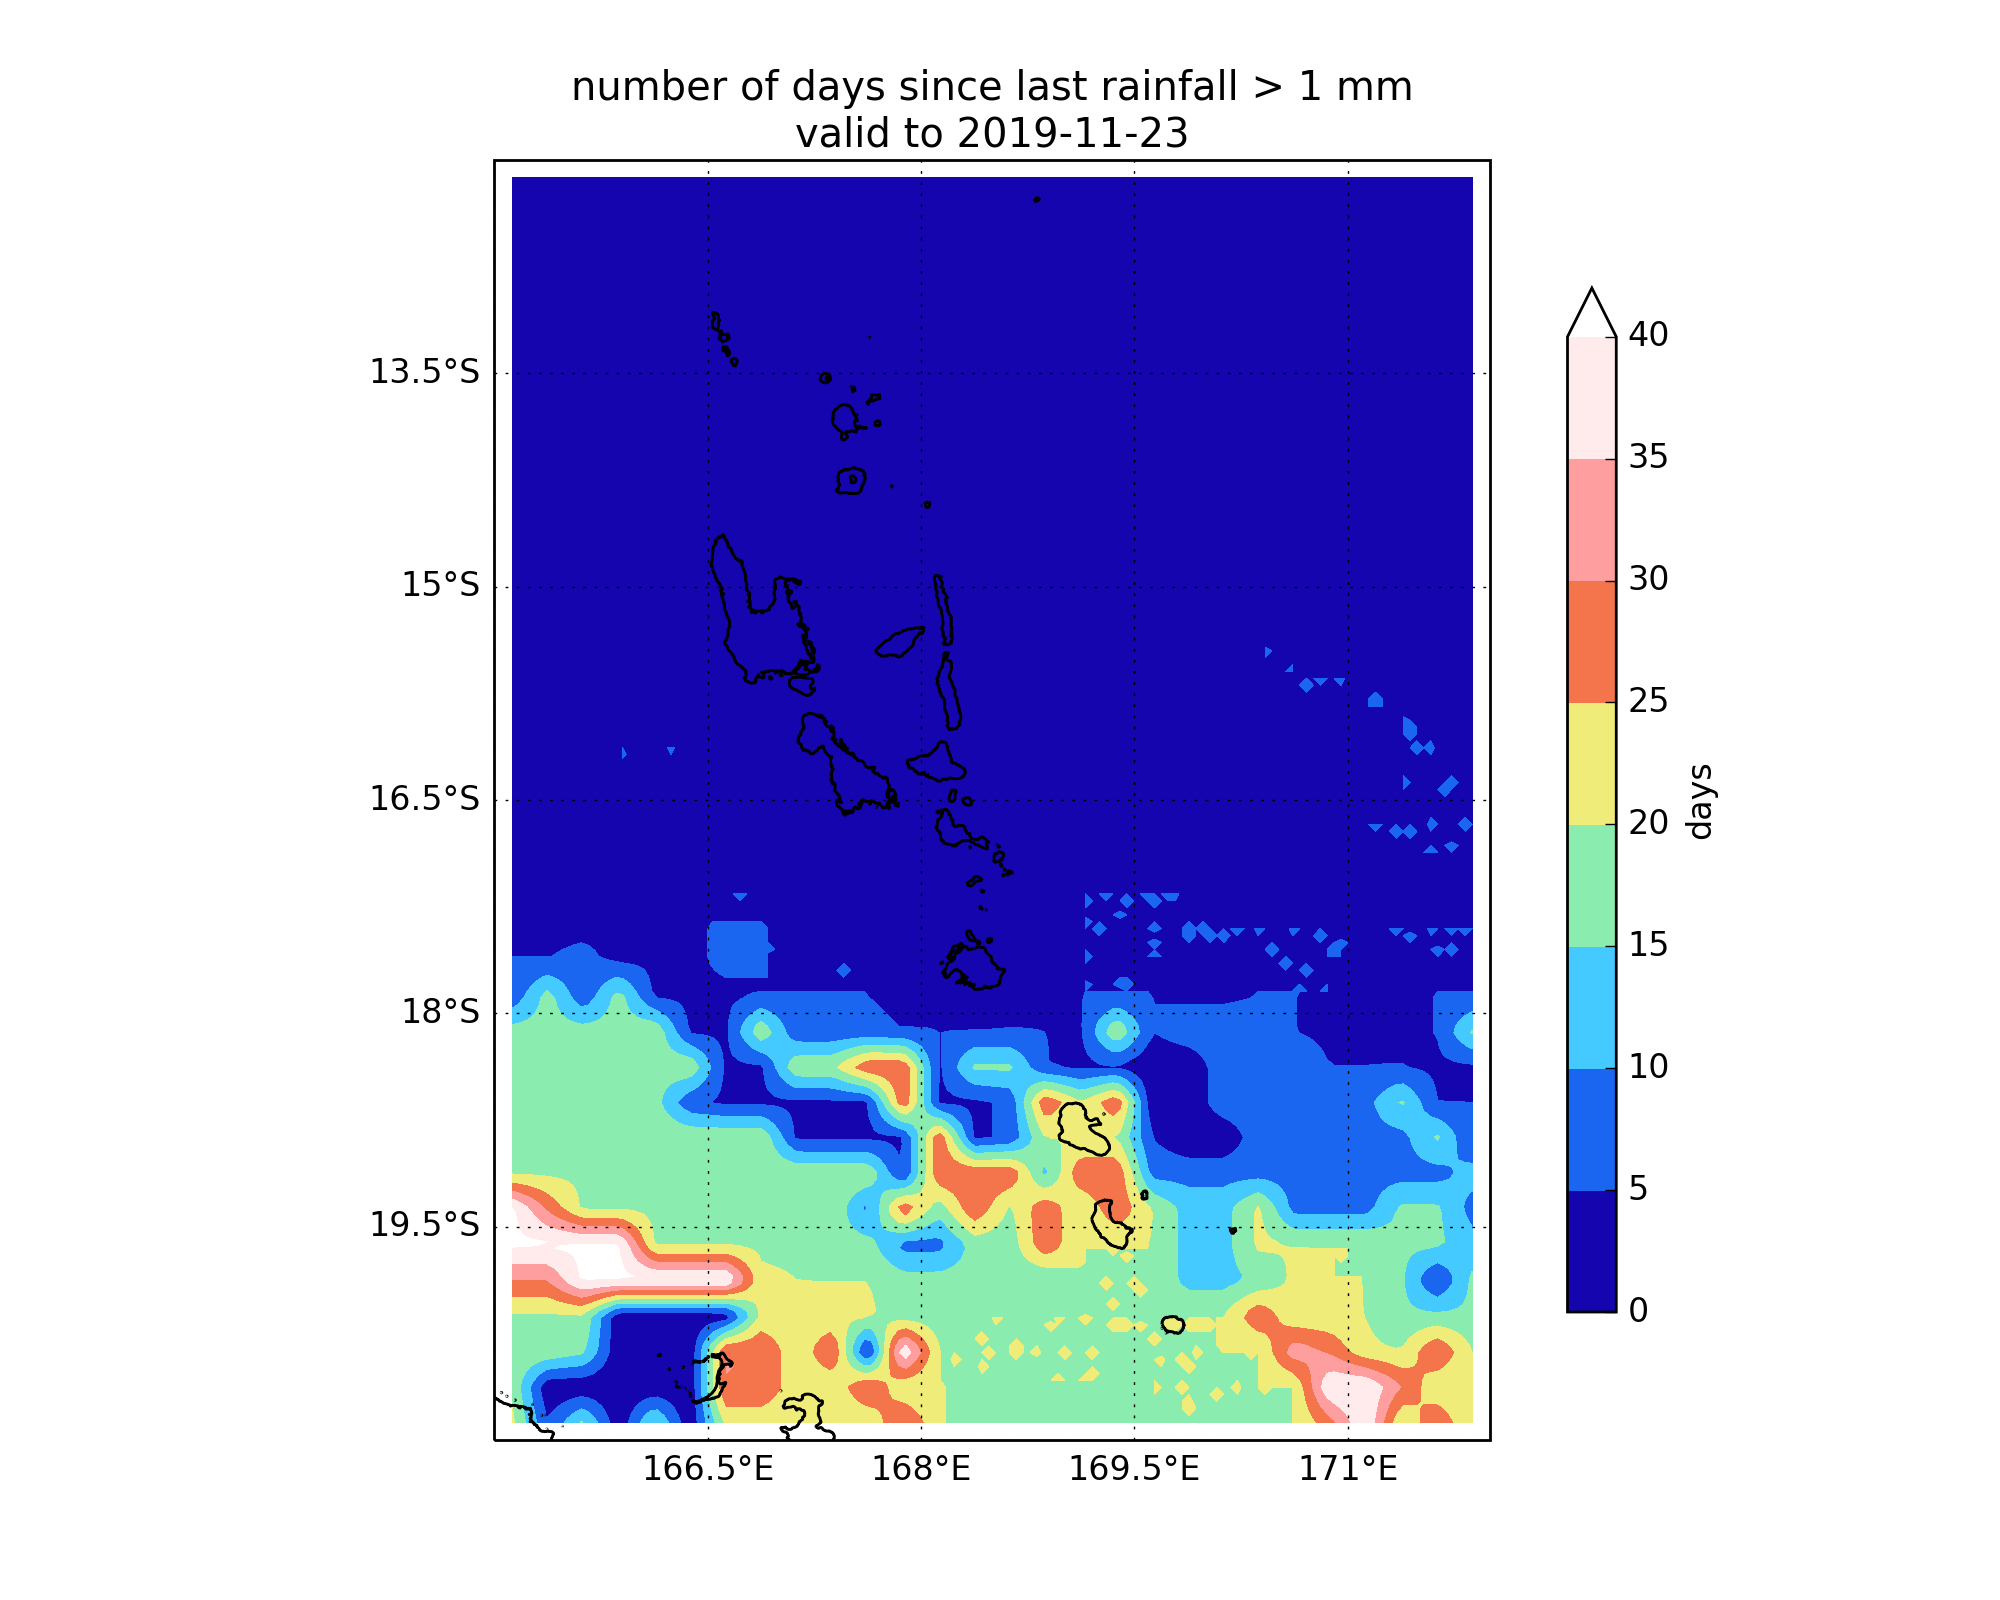 number of days since last rainfall > 1 mm
valid to 2019-11-23
13.5°S
15°S
16.5°S
18°S
19.5°S
166.5°E
168°E
169.5°E
171°E
40
35
30
25
20
15
10
5
0
days